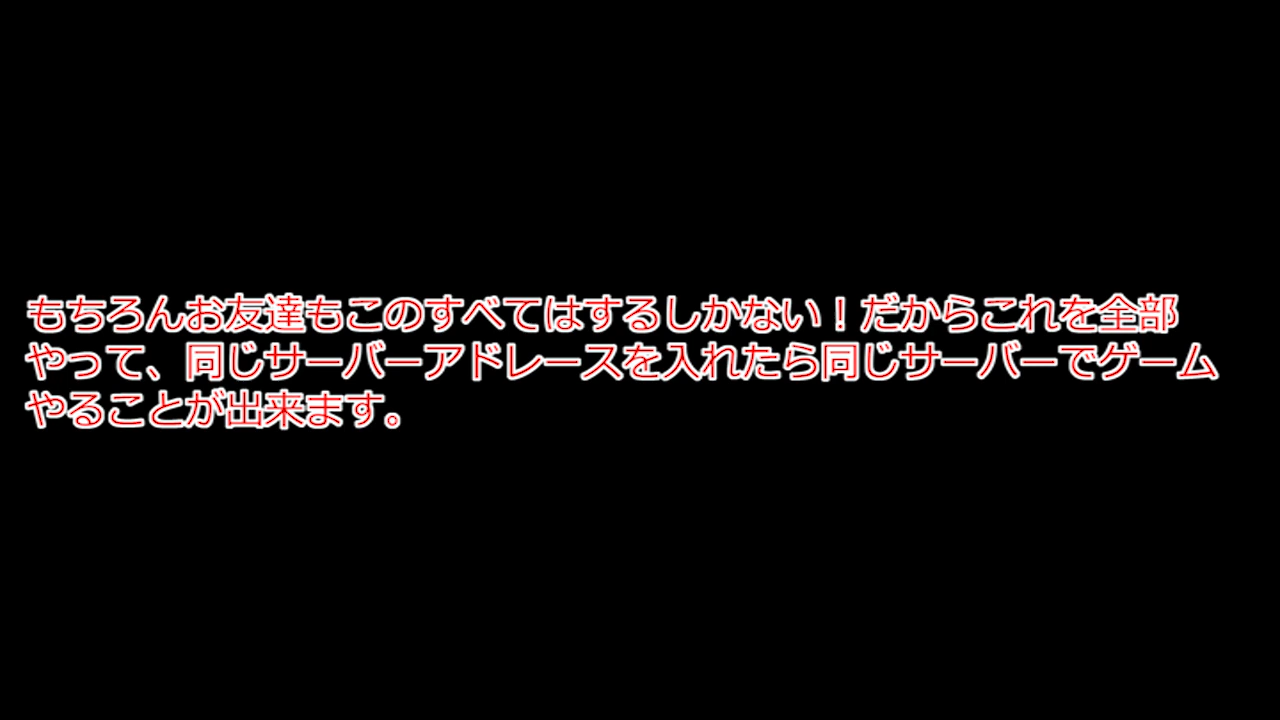 もちろんお友達もこのすべてはするしかない！だからこれを全部
やって、同じサーバーアドレースを入れたら同じサーバーでゲーム
やることが出来ます。